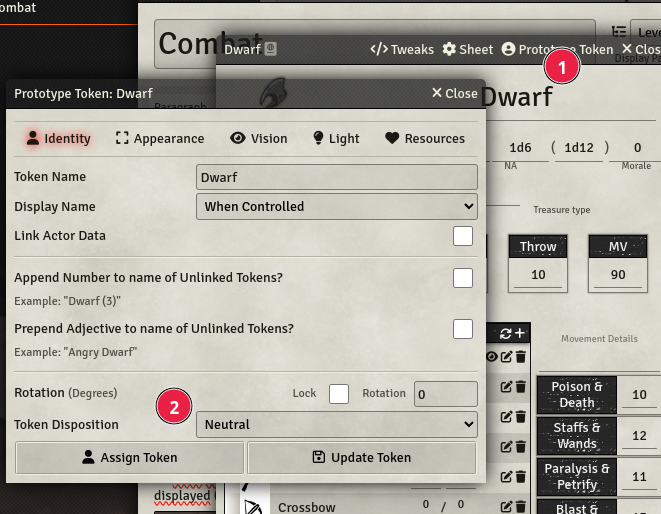 ombat
Combat
Leve
Display Pa
Paragraph
Dwarf
Tweaks
Sheet
Prototype Token
Clos
1
Dwarf
Prototype Token: Dwarf
Close
Identity
Appearance
Vision
Light
Resources
Token Name
Dwarf
Display Name
When Controlled
Link Actor Data
Append Number to name of Unlinked Tokens?
Example: "Dwarf (3)"
Prepend Adjective to name of Unlinked Tokens?
Example: "Angry Dwarf"
Rotation (Degrees)
Lock
Rotation
0
2
Token Disposition
Neutral
Assign Token
Update Token
1d6 ( 1d12 ) 0
NA
Morale
Treasure type
Throw
MV
10
90
Movement Details
Poison &
Death
10
Staffs &
Wands
12
Paralysis &
Petrify
11
Blast &
displayed (
Crossbow
0 / 0